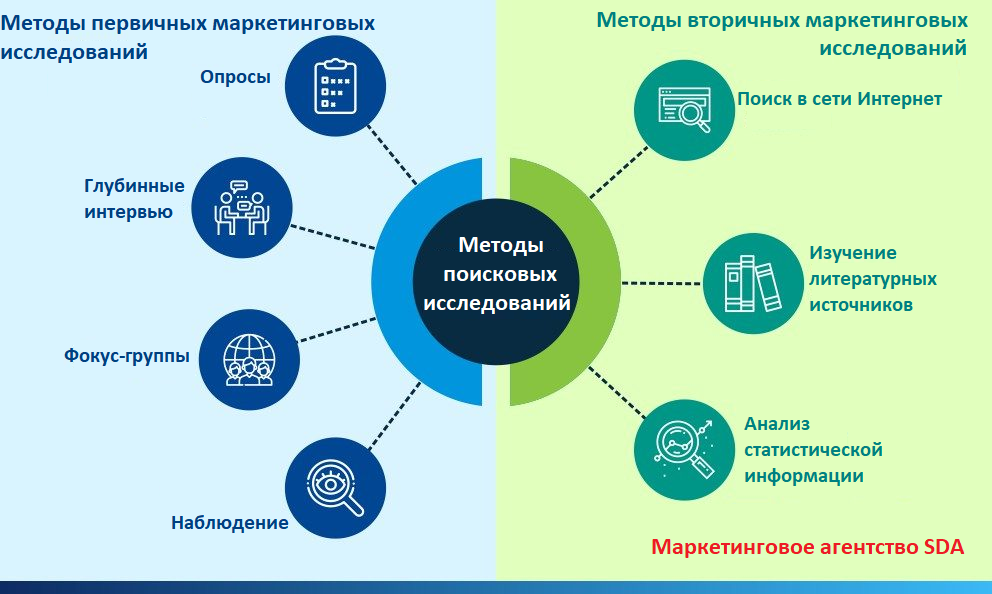 Методы первичных маркетинговых
исследований
Опросы
Глубинные
интервью
Фокус-группы
Наблюдение
Методы
поисковых
исследований
Методы вторичных маркетинговых
исследований
Поиск в сети Интернет
Изучение
литературных
источников
Анализ
статистической
информации
Маркетинговое агентство SDA